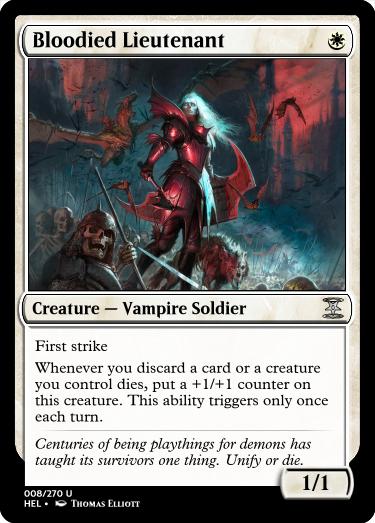 Bloodied Lieutenant
Creature — Vampire Soldier
First strike
Whenever you discard a card or a creature
you control dies, put a +1/+1 counter on
this creature. This ability triggers only once
each turn.
Centuries of being playthings for demons has
taught its survivors one thing. Unify or die.
1/1
008/270 U
HEL • Thomas Elliott